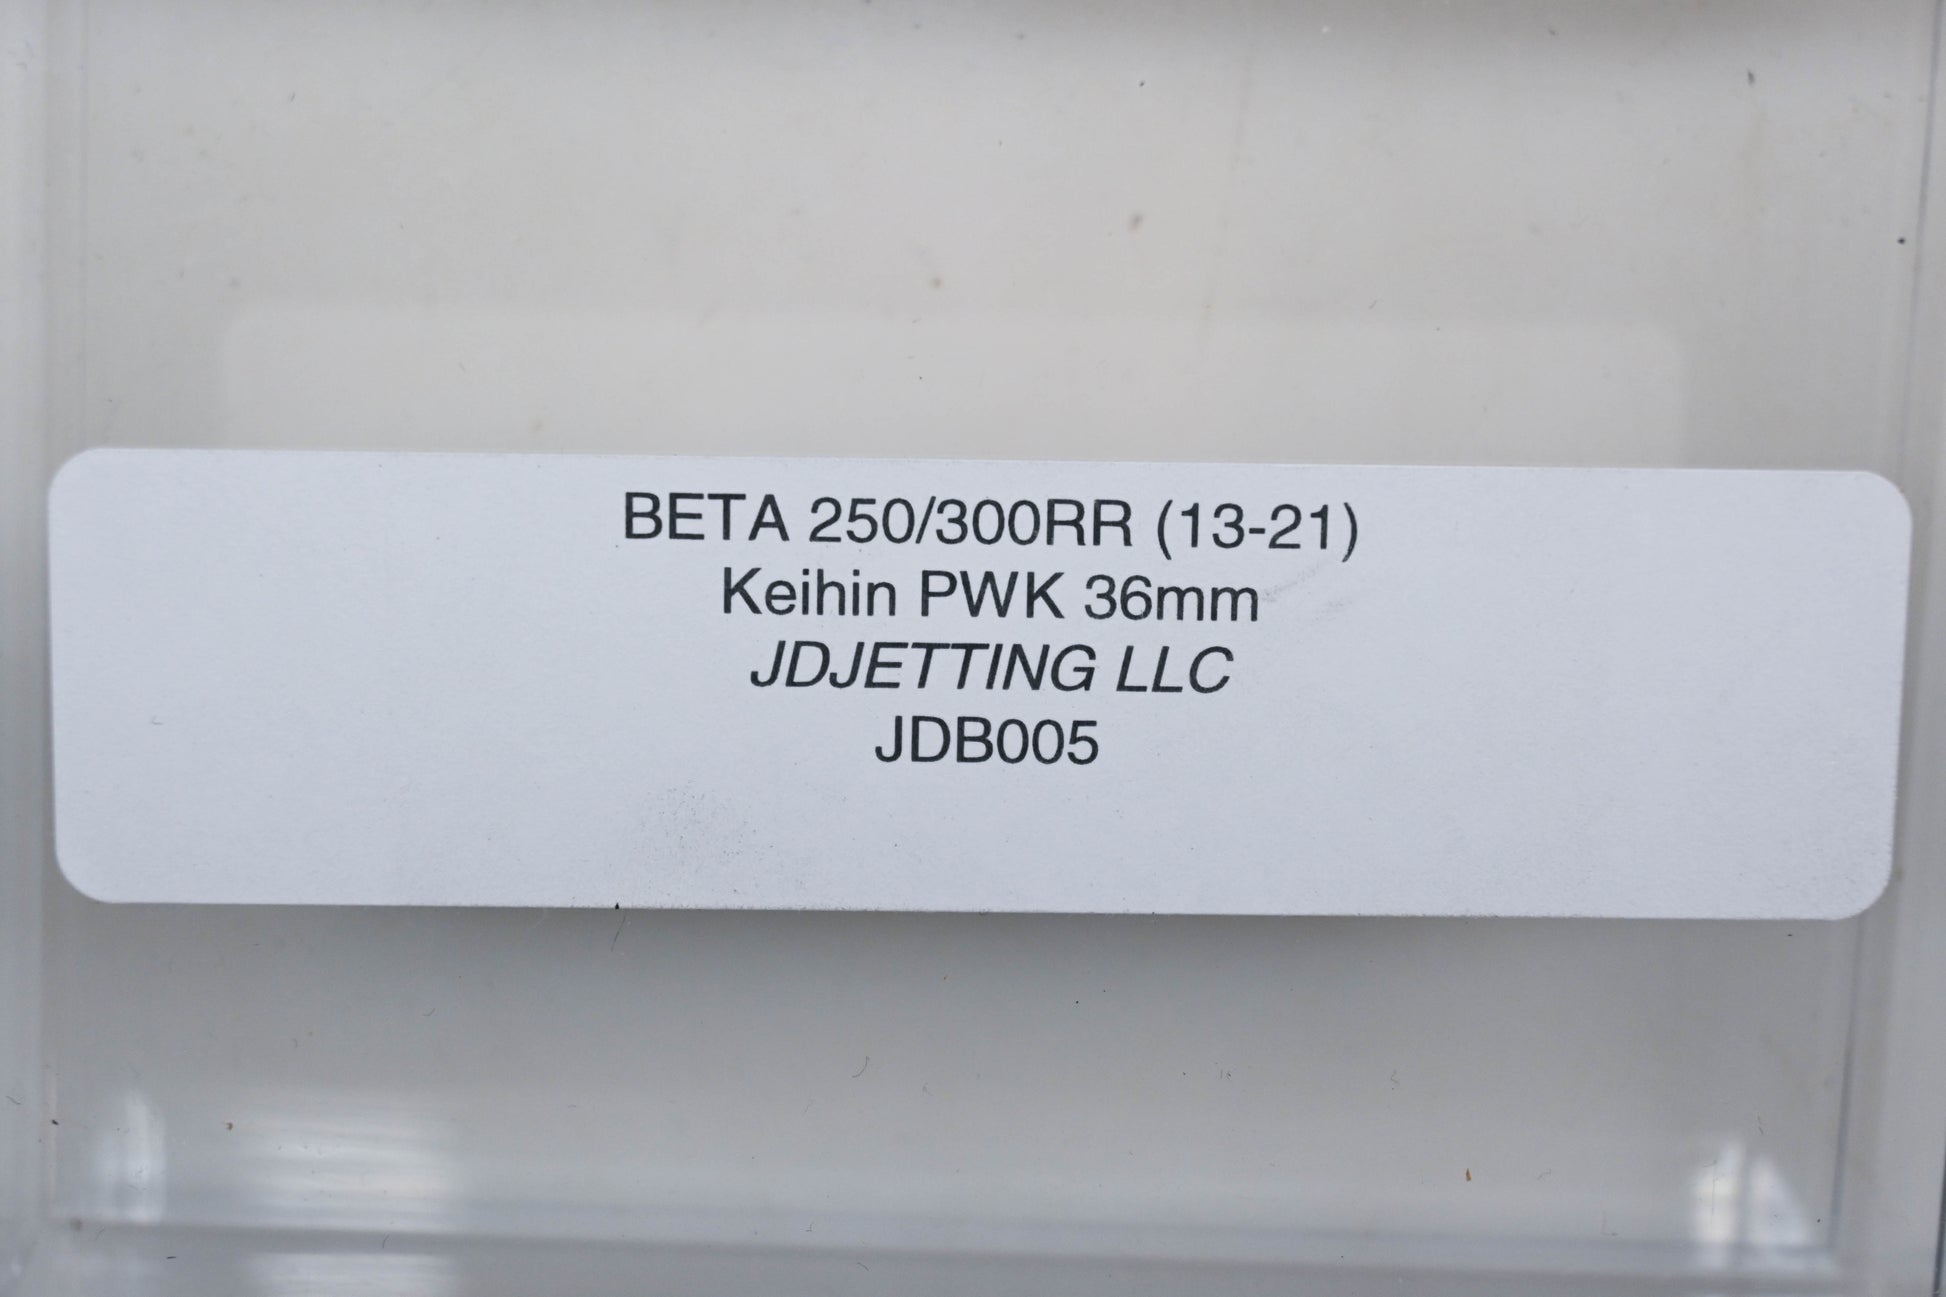 BETA 250/300RR (13-21)
Keihin PWK 36mm
JDJETTING LLC
JDB005